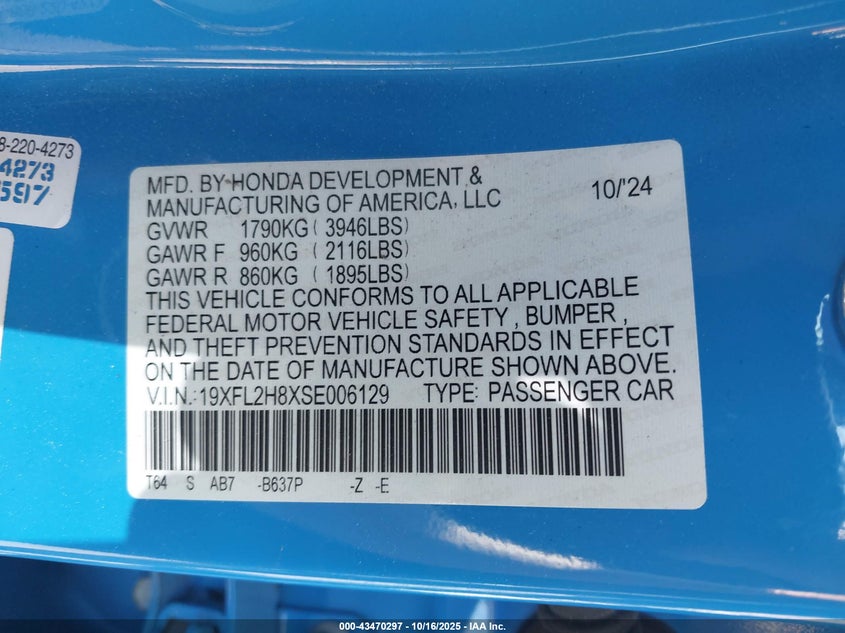 8-220-4273
4273
597
MFD. BY HONDA DEVELOPMENT & MANUFACTURING OF AMERICA, LLC 10/'24
GVWR 1790KG ( 3946LBS)
GAWR F 960KG ( 2116LBS)
GAWR R 860KG ( 1895LBS)
THIS VEHICLE CONFORMS TO ALL APPLICABLE
FEDERAL MOTOR VEHICLE SAFETY , BUMPER ,
AND THEFT PREVENTION STANDARDS IN EFFECT
ON THE DATE OF MANUFACTURE SHOWN ABOVE.
V.I.N.:19XFL2H8XSE006129 TYPE: PASSENGER CAR
T64 S AB7 -B637P -Z -E
000-43470297 - 10/16/2025 - IAA Inc.